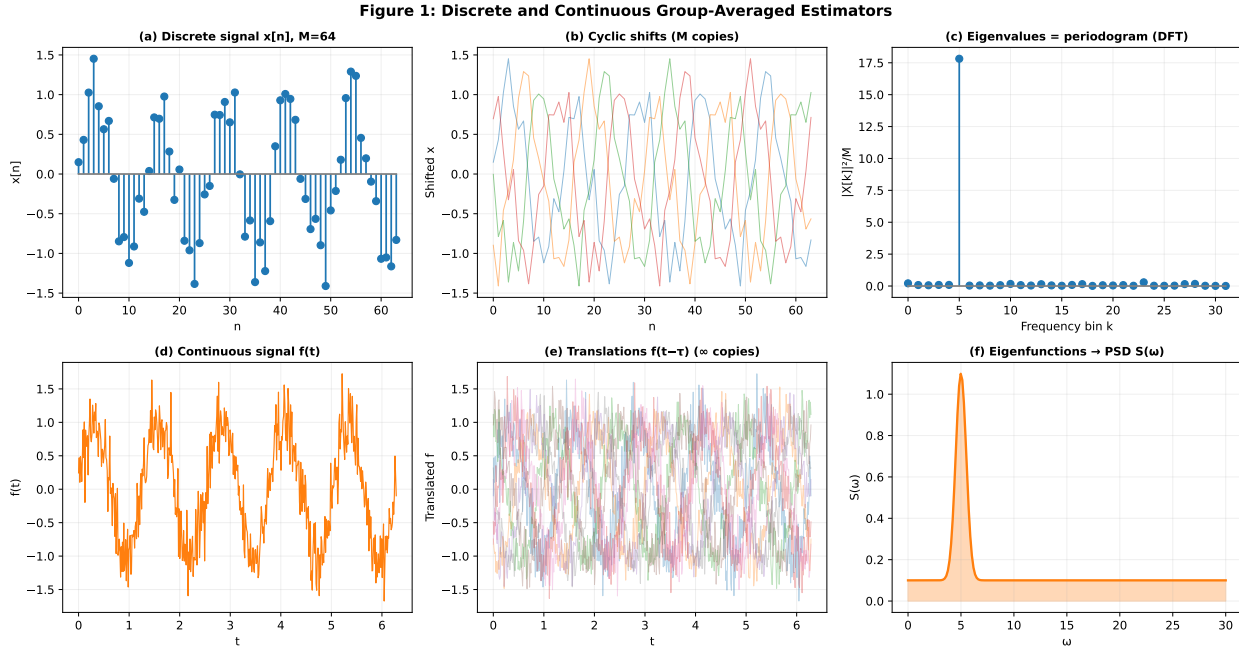 Figure 1: Discrete and Continuous Group-Averaged Estimators
(a) Discrete signal x[n], M=64
x[n]
1.5
1.0
0.5
0.0
−0.5
−1.0
−1.5
0 10 20 30 40 50 60
n
(b) Cyclic shifts (M copies)
Shifted x
1.5
1.0
0.5
0.0
−0.5
−1.0
−1.5
0 10 20 30 40 50 60
n
(c) Eigenvalues = periodogram (DFT)
|X[k]|²/M
17.5
15.0
12.5
10.0
7.5
5.0
2.5
0.0
0 5 10 15 20 25 30
Frequency bin k
(d) Continuous signal f(t)
f(t)
1.5
1.0
0.5
0.0
−0.5
−1.0
−1.5
0 1 2 3 4 5 6
t
(e) Translations f(t−τ) (∞ copies)
Translated f
1.5
1.0
0.5
0.0
−0.5
−1.0
−1.5
0 1 2 3 4 5 6
t
(f) Eigenfunctions → PSD S(ω)
S(ω)
1.0
0.8
0.6
0.4
0.2
0.0
0 5 10 15 20 25 30
ω